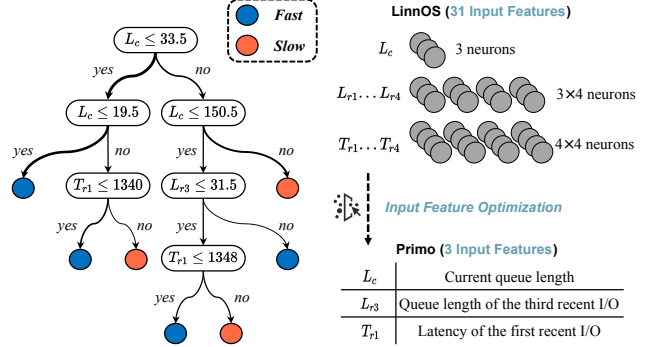 Fast
Slow
L_c ≤ 33.5
yes
no
L_c ≤ 19.5
L_c ≤ 150.5
yes
no
yes
no
T_r1 ≤ 1340
L_r3 ≤ 31.5
yes
no
yes
no
T_r1 ≤ 1348
yes
no
LinnOS (31 Input Features)
L_c 3 neurons
L_r1...L_r4 3×4 neurons
T_r1...T_r4 4×4 neurons
Input Feature Optimization
Primo (3 Input Features)
L_c Current queue length
L_r3 Queue length of the third recent I/O
T_r1 Latency of the first recent I/O